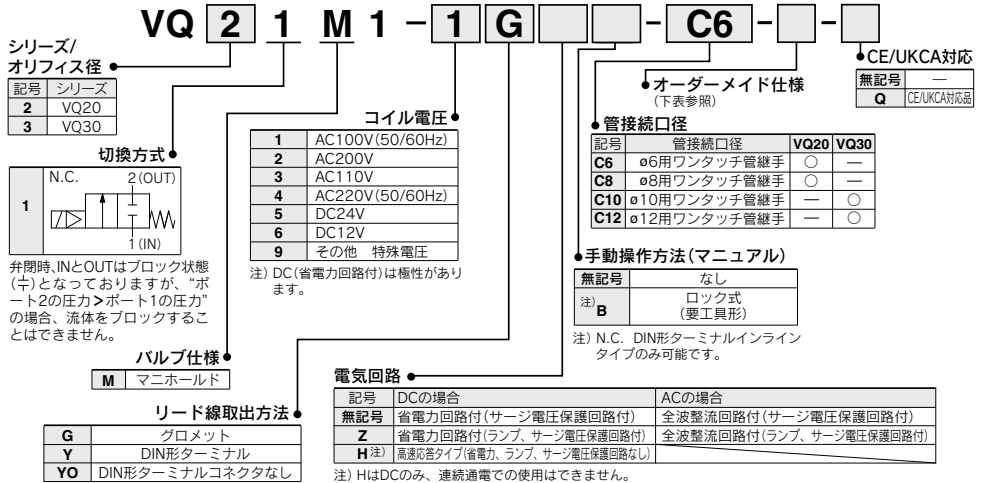 VQ 2 1 M 1 - 1 G - C6 - -
シリーズ/
オリフィス径
記号 シリーズ
2 VQ20
3 VQ30
切換方式
1
N.C. 2(OUT)
1(IN)
弁閉時、INとOUTはブロック状態
(╤)となっておりますが、“ポ
ート2の圧力>ポート1の圧力”
の場合、流体をブロックするこ
とはできません。
バルブ仕様
M マニホールド
リード線取出方法
G グロメット
Y DIN形ターミナル
YO DIN形ターミナルコネクタなし
コイル電圧
1 AC100V(50/60Hz)
2 AC200V
3 AC110V
4 AC220V(50/60Hz)
5 DC24V
6 DC12V
9 その他 特殊電圧
注) DC(省電力回路付)は極性があり
ます。
電気回路
記号 DCの場合 ACの場合
無記号 省電力回路付(サージ電圧保護回路付) 全波整流回路付(サージ電圧保護回路付)
Z 省電力回路付(ランプ、サージ電圧保護回路付) 全波整流回路付(ランプ、サージ電圧保護回路付)
H注) 高速応答タイプ(省電力、ランプ、サージ電圧保護回路なし)
注) HはDCのみ、連続通電での使用はできません。
手動操作方法(マニュアル)
無記号 なし
注)B ロック式
(要工具形)
注) N.C. DIN形ターミナルインライン
タイプのみ可能です。
管接続口径
記号 管接続口径 VQ20 VQ30
C6 ø6用ワンタッチ管継手 ○ —
C8 ø8用ワンタッチ管継手 ○ —
C10 ø10用ワンタッチ管継手 — ○
C12 ø12用ワンタッチ管継手 — ○
オーダーメイド仕様
(下表参照)
CE/UKCA対応
無記号 —
Q CE/UKCA対応品